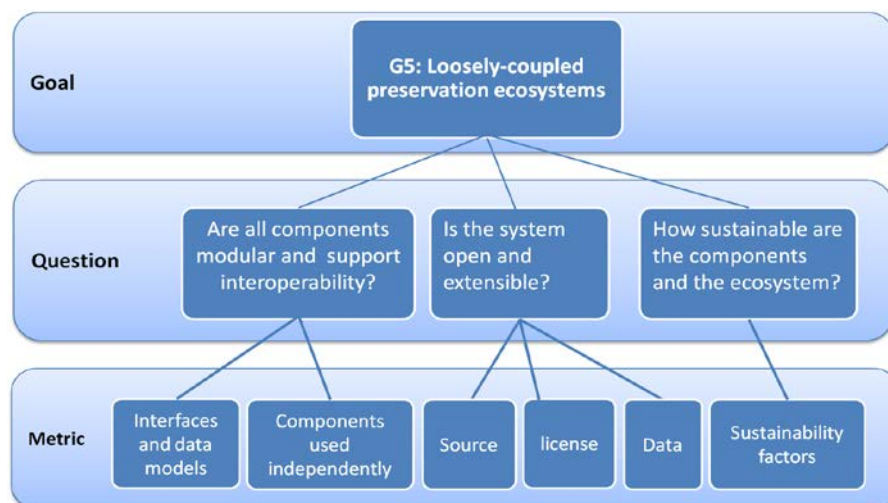 Goal
G5: Loosely-coupled
preservation ecosystems
Question
Are all components
modular and support
interoperability?
Is the system
open and
extensible?
How sustainable are
the components
and the ecosystem?
Metric
Interfaces
and data
models
Components
used
independently
Source
license
Data
Sustainability
factors